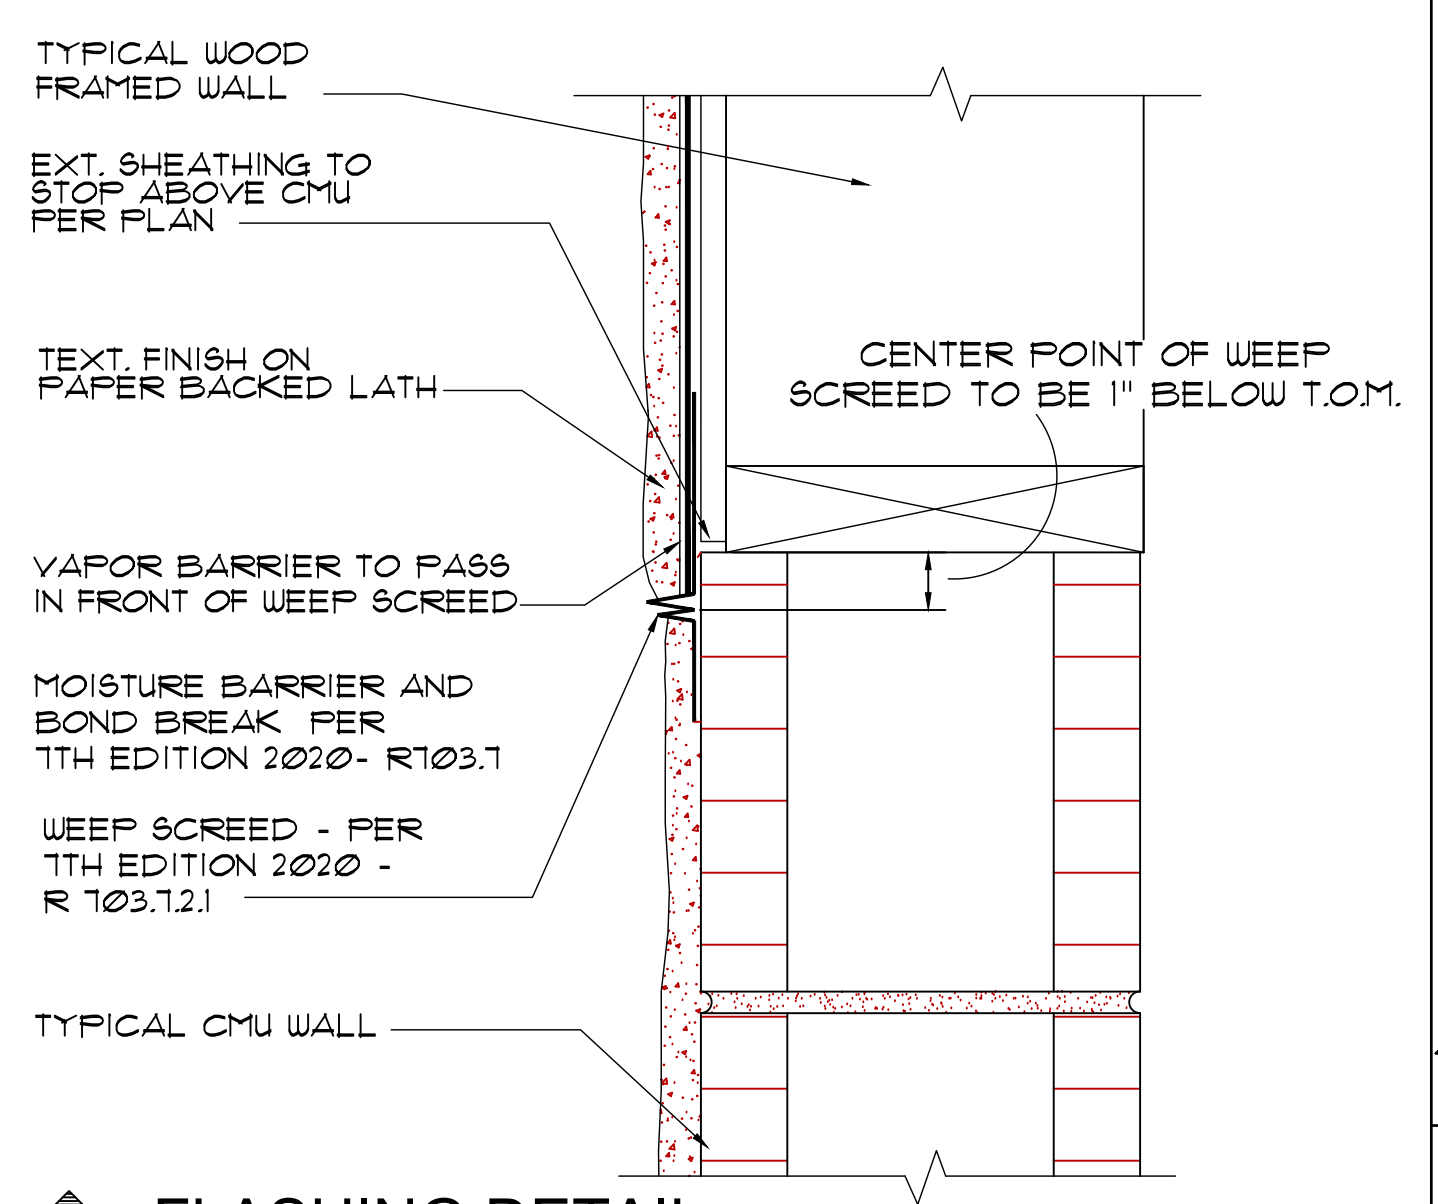 TYPICAL WOOD
FRAMED WALL
EXT. SHEATHING TO
STOP ABOVE CMU
PER PLAN
TEXT. FINISH ON
PAPER BACKED LATH
CENTER POINT OF WEEP
SCREED TO BE 1" BELOW T.O.M.
VAPOR BARRIER TO PASS
IN FRONT OF WEEP SCREED
MOISTURE BARRIER AND
BOND BREAK PER
7TH EDITION 2020- R703.7
WEEP SCREED - PER
7TH EDITION 2020 -
R 703.7.2.1
TYPICAL CMU WALL
FLASHING DETAIL